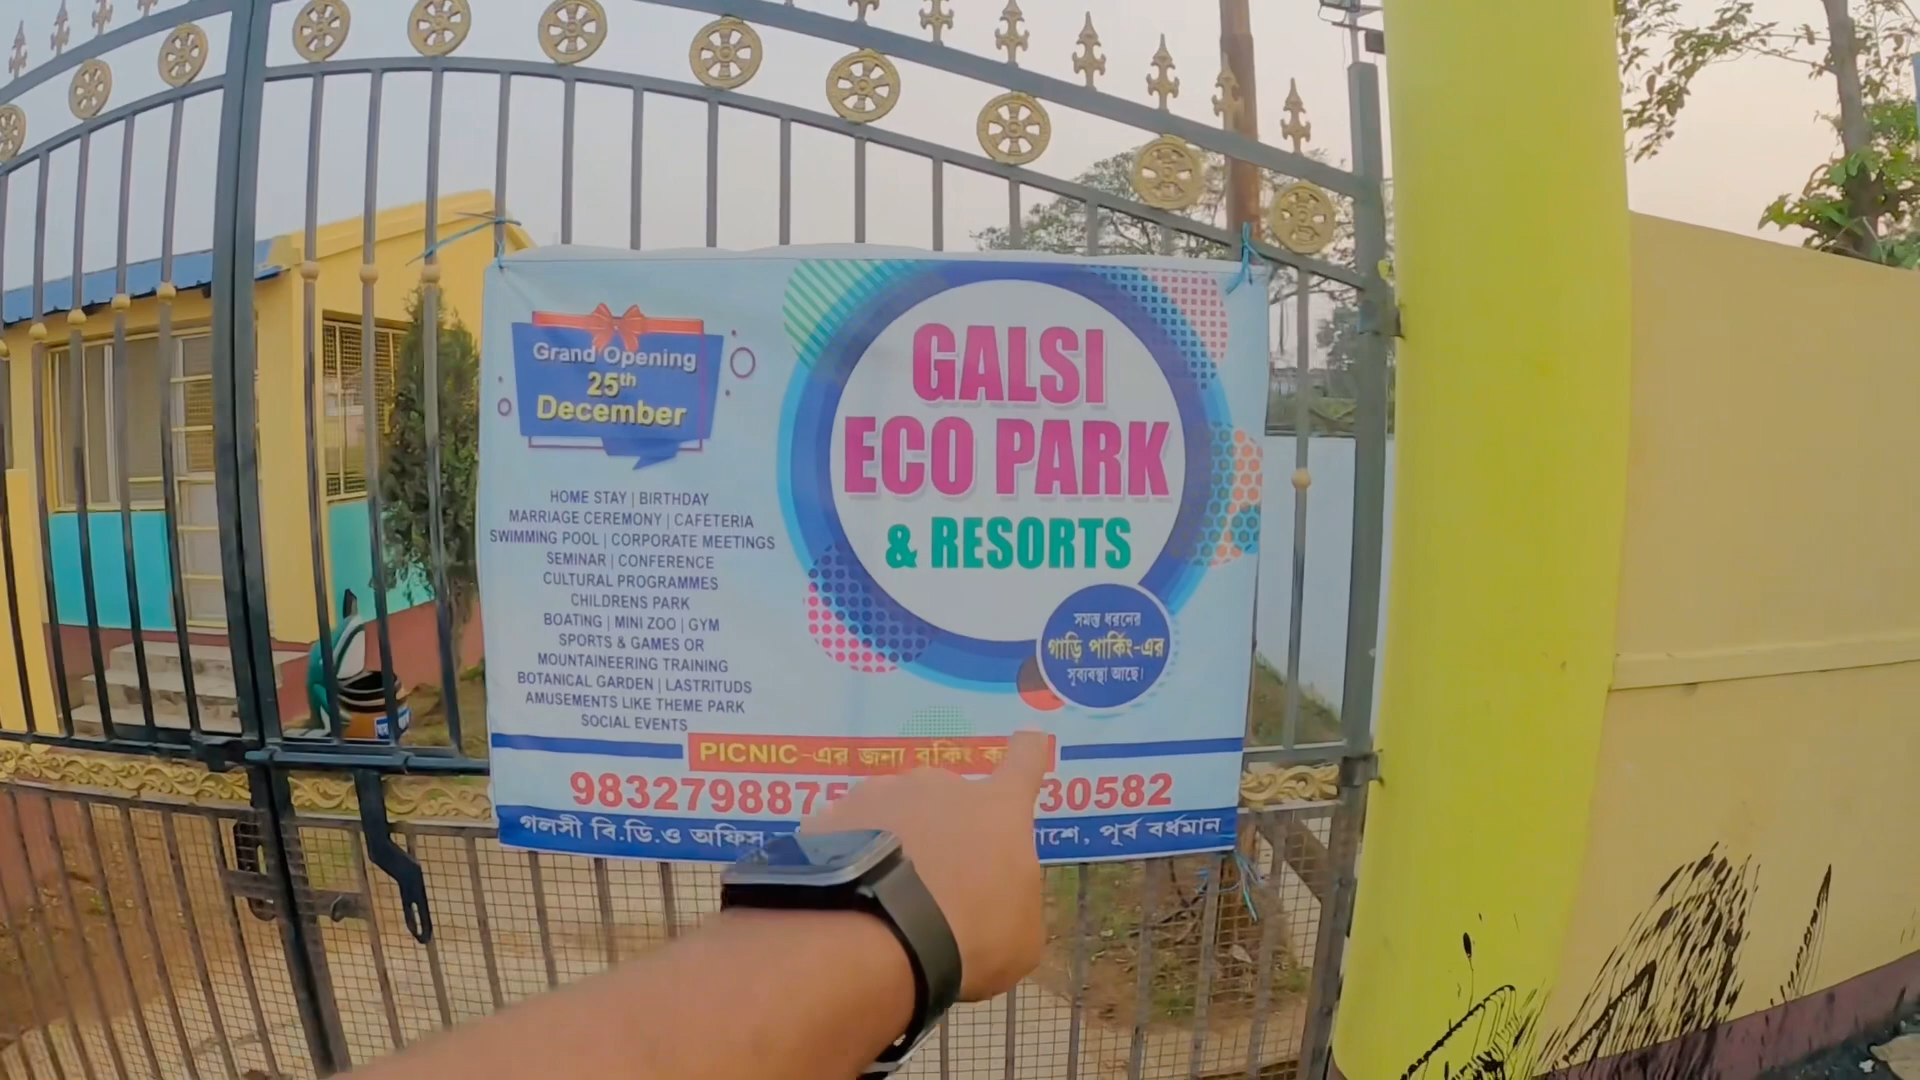 Grand Opening
25th
December
GALSI
ECO PARK
& RESORTS
HOME STAY | BIRTHDAY
MARRIAGE CEREMONY | CAFETERIA
SWIMMING POOL | CORPORATE MEETINGS
SEMINAR | CONFERENCE
CULTURAL PROGRAMMES
CHILDRENS PARK
BOATING | MINI ZOO | GYM
SPORTS & GAMES OR
MOUNTAINEERING TRAINING
BOTANICAL GARDEN | LASTRITUDS
AMUSEMENTS LIKE THEME PARK
SOCIAL EVENTS
সমস্ত ধরনের
গাড়ি পার্কিং-এর
সুব্যবস্থা আছে।
PICNIC-এর জন্য বুকিং
983279887 30582
গলসী বি.ডি.ও অফিস পূর্ব বর্ধমান